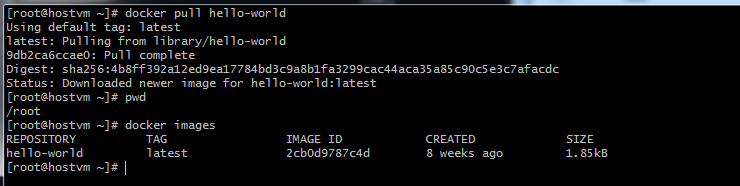 [root@hostvm ~]# docker pull hello-world
Using default tag: latest
latest: Pulling from library/hello-world
9db2ca6ccae0: Pull complete
Digest: sha256:4b8ff392a12ed9ea17784bd3c9a8b1fa3299cac44aca35a85c90c5e3c7afacdc
Status: Downloaded newer image for hello-world:latest
[root@hostvm ~]# pwd
/root
[root@hostvm ~]# docker images
REPOSITORY TAG IMAGE ID CREATED SIZE
hello-world latest 2cb0d9787c4d 8 weeks ago 1.85kB
[root@hostvm ~]#